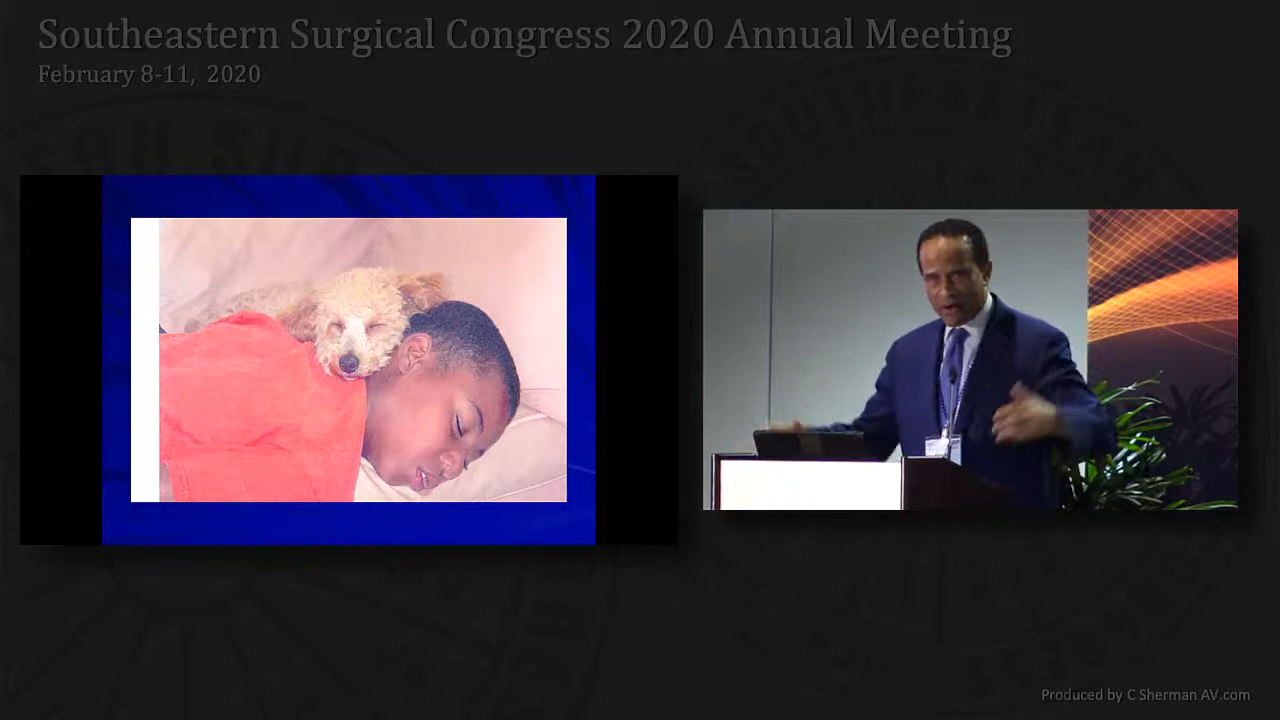 Southeastern Surgical Congress 2020 Annual Meeting
February 8-11, 2020
Produced by C Sherman AV.com